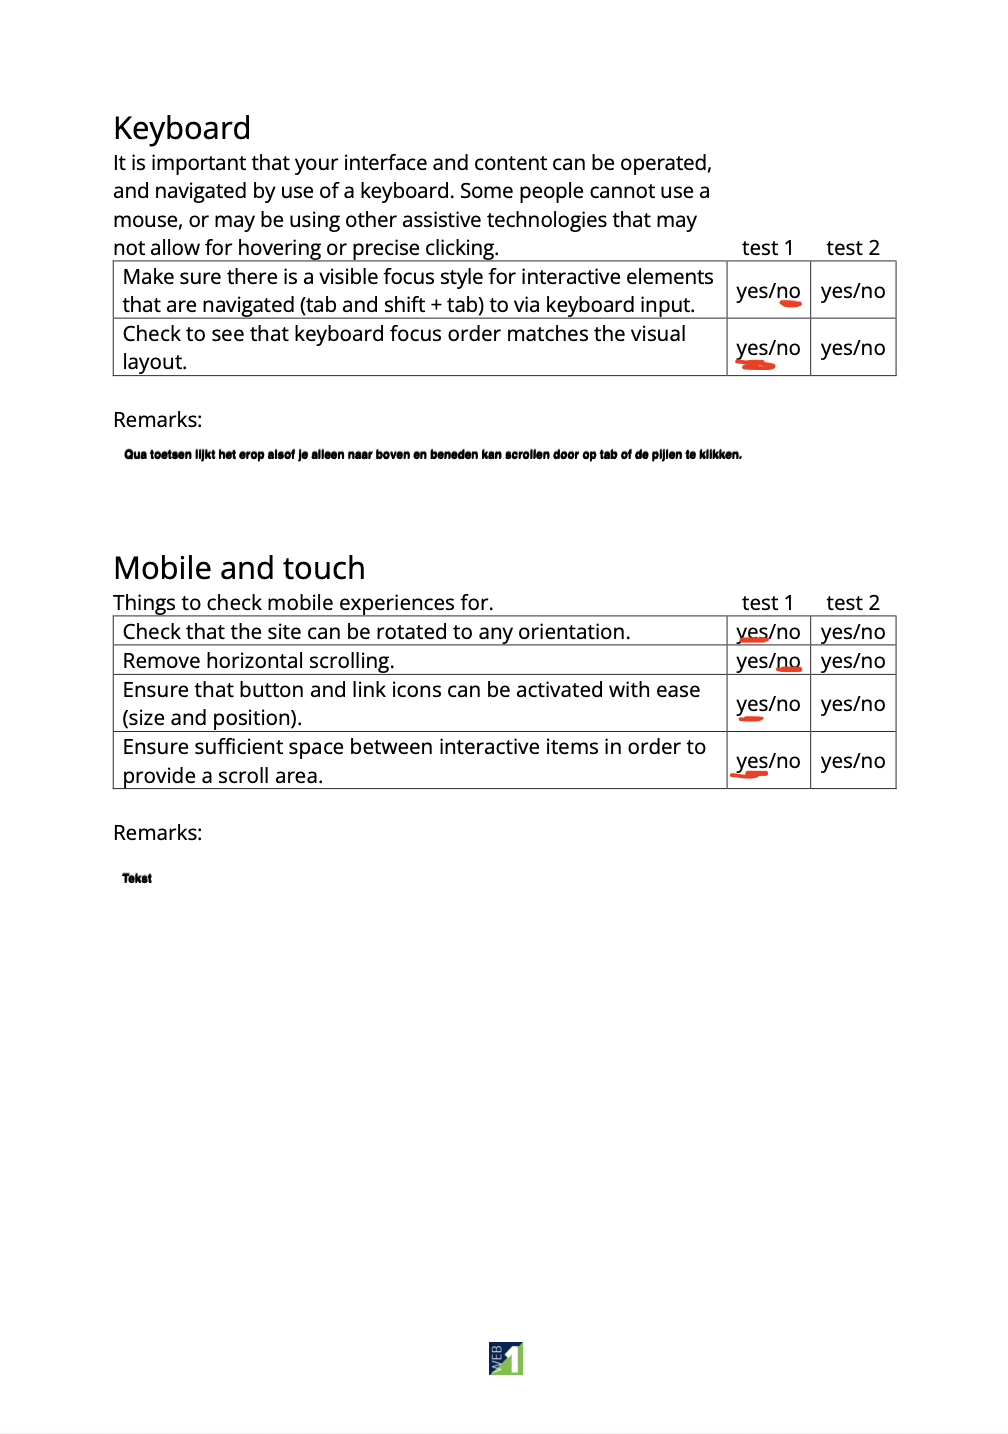 Keyboard
It is important that your interface and content can be operated,
and navigated by use of a keyboard. Some people cannot use a
mouse, or may be using other assistive technologies that may
not allow for hovering or precise clicking. test 1 test 2
Make sure there is a visible focus style for interactive elements
that are navigated (tab and shift + tab) to via keyboard input.
yes/no yes/no
Check to see that keyboard focus order matches the visual
layout.
yes/no yes/no
Remarks:
Qua toetsen lijkt het erop alsof je alleen naar boven en beneden kan scrollen door op tab of de pijlen te klikken.
Mobile and touch
Things to check mobile experiences for. test 1 test 2
Check that the site can be rotated to any orientation. yes/no yes/no
Remove horizontal scrolling. yes/no yes/no
Ensure that button and link icons can be activated with ease
(size and position).
yes/no yes/no
Ensure sufficient space between interactive items in order to
provide a scroll area.
yes/no yes/no
Remarks:
Tekst
WEB 1